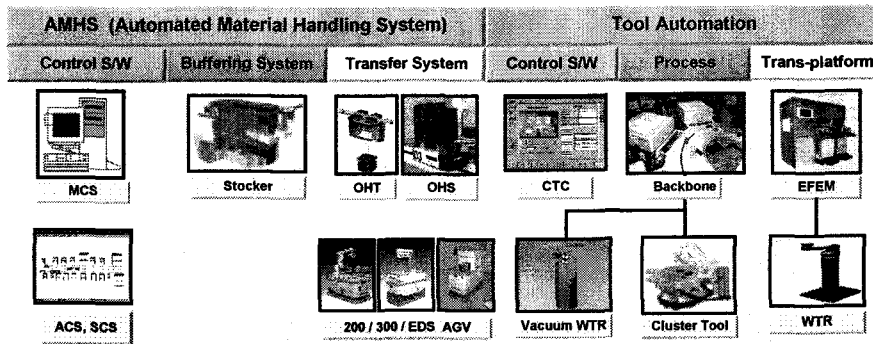 AMHS (Automated Material Handling System)
Tool Automation
Control S/W
Buffering System
Transfer System
Control S/W
Process
Trans-platform
MCS
Stocker
OHT
OHS
CTC
Backbone
EFEM
ACS, SCS
200 / 300 / EDS AGV
Vacuum WTR
Cluster Tool
WTR